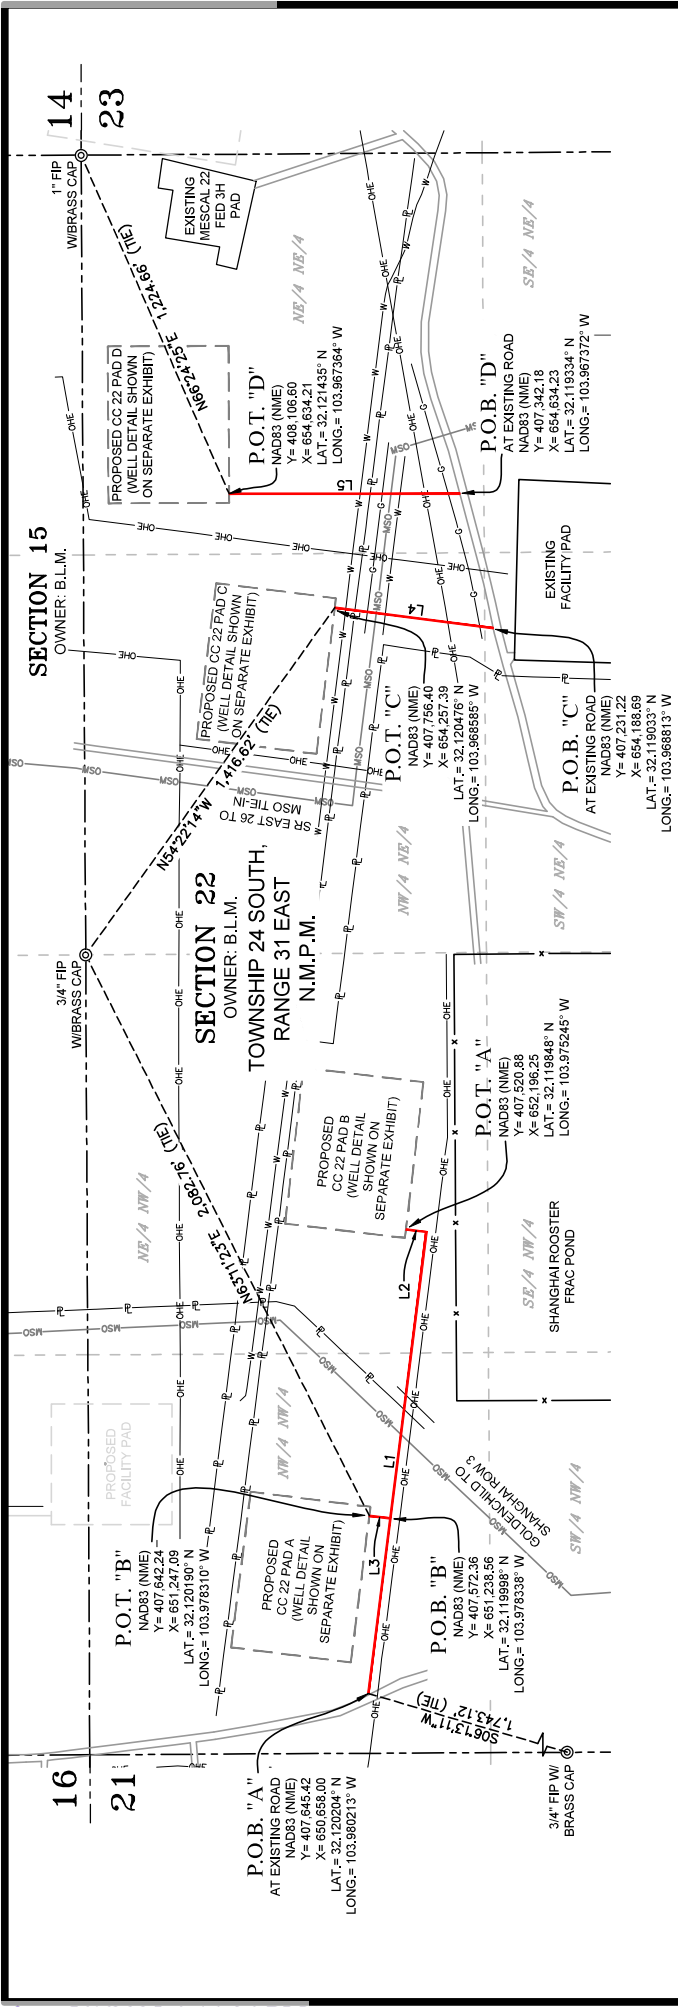 16
21
14
23
SECTION 15
OWNER: B.L.M.
1" FIP
W/BRASS CAP
3/4" FIP
W/BRASS CAP
3/4" FIP W/
BRASS CAP
EXISTING
MESCAL 22
FED 3H
PAD
N66°24'25"E 1,224.66' (TIE)
N54°22'14"W 1,416.62' (TIE)
N63°11'23"E 2,082.76' (TIE)
S06°13'11"W
1,743.12' (TIE)
PROPOSED CC 22 PAD D
(WELL DETAIL SHOWN
ON SEPARATE EXHIBIT)
PROPOSED CC 22 PAD C
(WELL DETAIL SHOWN
ON SEPARATE EXHIBIT)
PROPOSED
CC 22 PAD B
(WELL DETAIL
SHOWN ON
SEPARATE EXHIBIT)
PROPOSED
CC 22 PAD A
(WELL DETAIL
SHOWN ON
SEPARATE EXHIBIT)
PROPOSED
FACILITY PAD
EXISTING
FACILITY PAD
SHANGHAI ROOSTER
FRAC POND
SECTION 22
OWNER: B.L.M.
TOWNSHIP 24 SOUTH,
RANGE 31 EAST
N.M.P.M.
SR EAST 26 TO
MSO TIE-IN
GOLDENCHILD TO
SHANGHAI ROW 3
NE/4 NE/4
SE/4 NE/4
NW/4 NE/4
SW/4 NE/4
NE/4 NW/4
SE/4 NW/4
NW/4 NW/4
SW/4 NW/4
P.O.T. "D"
NAD83 (NME)
Y= 408,106.60
X= 654,634.21
LAT.= 32.121435° N
LONG.= 103.967364° W
P.O.B. "D"
AT EXISTING ROAD
NAD83 (NME)
Y= 407,342.18
X= 654,634.23
LAT.= 32.119334° N
LONG.= 103.967372° W
P.O.T. "C"
NAD83 (NME)
Y= 407,756.40
X= 654,257.39
LAT.= 32.120476° N
LONG.= 103.968585° W
P.O.B. "C"
AT EXISTING ROAD
NAD83 (NME)
Y= 407,231.22
X= 654,188.69
LAT.= 32.119033° N
LONG.= 103.968813° W
P.O.T. "A"
NAD83 (NME)
Y= 407,520.88
X= 652,196.25
LAT.= 32.119848° N
LONG.= 103.975245° W
P.O.T. "B"
NAD83 (NME)
Y= 407,642.24
X= 651,247.09
LAT.= 32.120190° N
LONG.= 103.978310° W
P.O.B. "B"
NAD83 (NME)
Y= 407,572.36
X= 651,238.56
LAT.= 32.119998° N
LONG.= 103.978338° W
P.O.B. "A"
AT EXISTING ROAD
NAD83 (NME)
Y= 407,645.42
X= 650,658.00
LAT.= 32.120204° N
LONG.= 103.980213° W
L1
L2
L3
L4
L5
OHE
MSO
PL
W
G